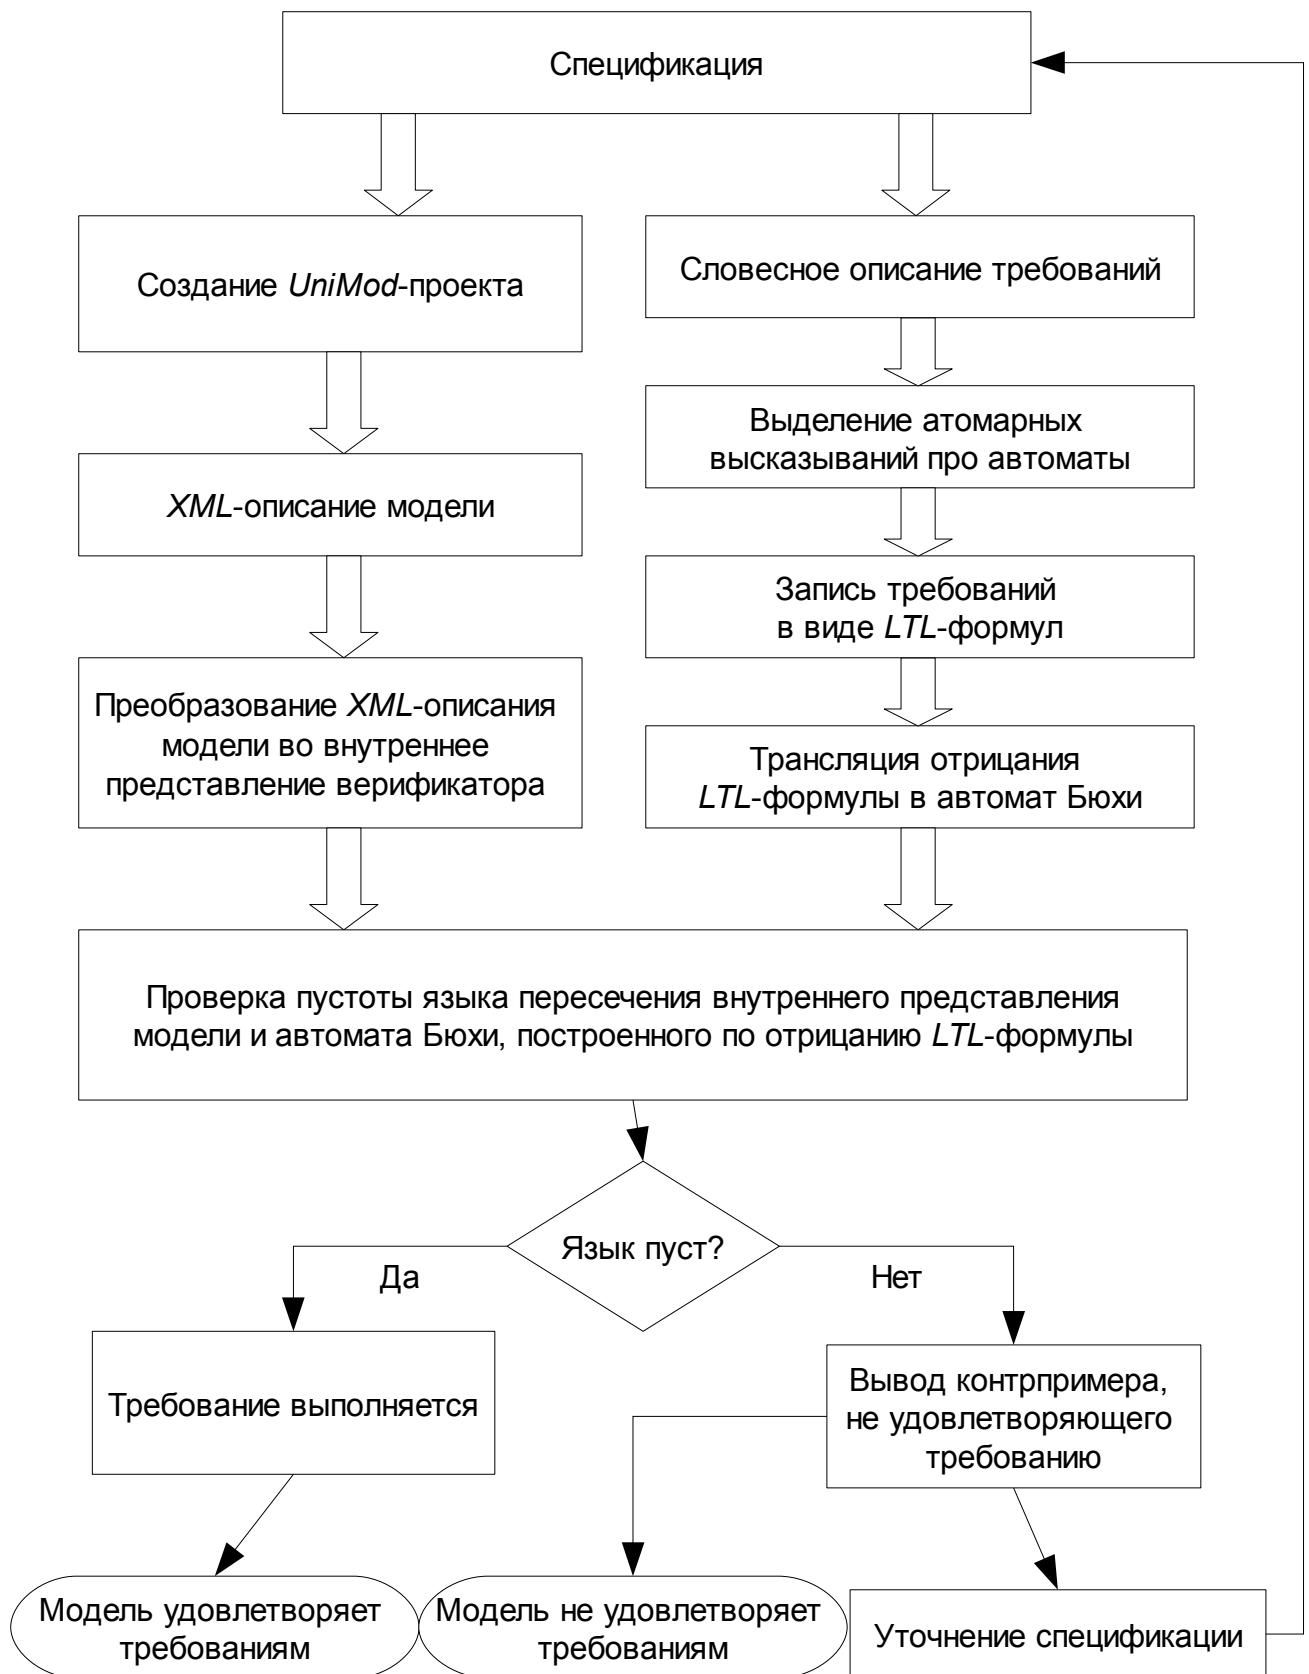 Спецификация
Создание UniMod-проекта
Словесное описание требований
Выделение атомарных
высказываний про автоматы
XML-описание модели
Запись требований
в виде LTL-формул
Преобразование XML-описания
модели во внутреннее
представление верификатора
Трансляция отрицания
LTL-формулы в автомат Бюхи
Проверка пустоты языка пересечения внутреннего представления
модели и автомата Бюхи, построенного по отрицанию LTL-формулы
Язык пуст?
Да
Нет
Требование выполняется
Вывод контрпримера,
не удовлетворяющего
требованию
Модель удовлетворяет
требованиям
Модель не удовлетворяет
требованиям
Уточнение спецификации